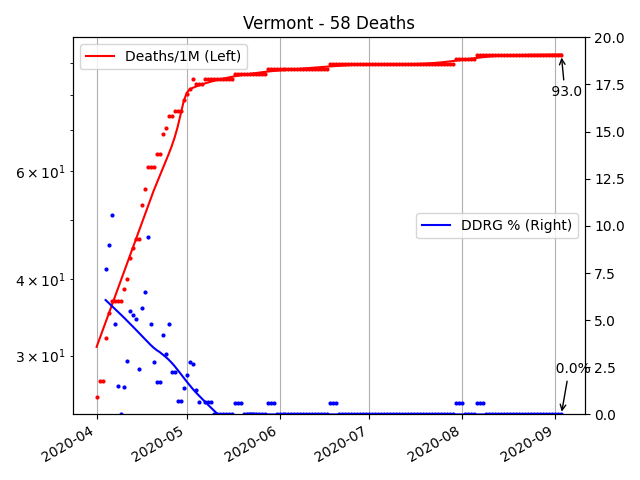 Vermont - 58 Deaths
Deaths/1M (Left)
DDRG % (Right)
93.0
0.0%
6 × 10¹
4 × 10¹
3 × 10¹
20.0
17.5
15.0
12.5
10.0
7.5
5.0
2.5
0.0
2020-04
2020-05
2020-06
2020-07
2020-08
2020-09